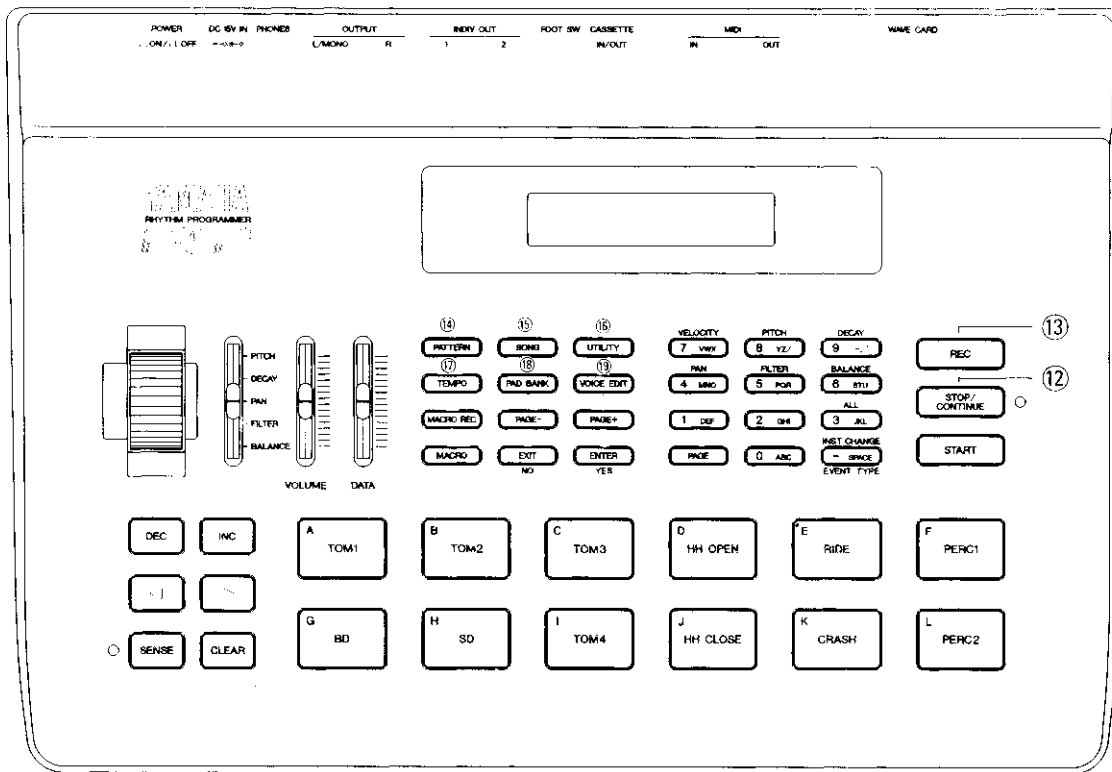 POWER DC 15V IN PHONES OUTPUT INDIV OUT FOOT SW CASSETTE MIDI WAVE CARD
ON/ OFF L/MONO R 1 2 IN/OUT IN OUT
RHYTHM PROGRAMMER
⑭ ⑮ ⑯ VELOCITY PITCH DECAY ⑬
PITCH PATTERN SONG UTILITY 7 VWX 8 YZ/ 9 REC
DECAY ⑰ ⑱ ⑲ PAN FILTER BALANCE ⑫
PAN TEMPO PAD BANK VOICE EDIT 4 MNO 5 PQR 6 STU STOP/
CONTINUE
ALL
FILTER MACRO REC PAGE- PAGE+ 1 DEF 2 GHI 3 JKL
INST CHANGE
BALANCE MACRO EXIT ENTER PAGE 0 ABC - SPACE START
NO YES EVENT TYPE
VOLUME DATA
DEC INC A TOM1 B TOM2 C TOM3 D HH OPEN E RIDE F PERC1
G BD H SD I TOM4 J HH CLOSE K CRASH L PERC2
SENSE CLEAR